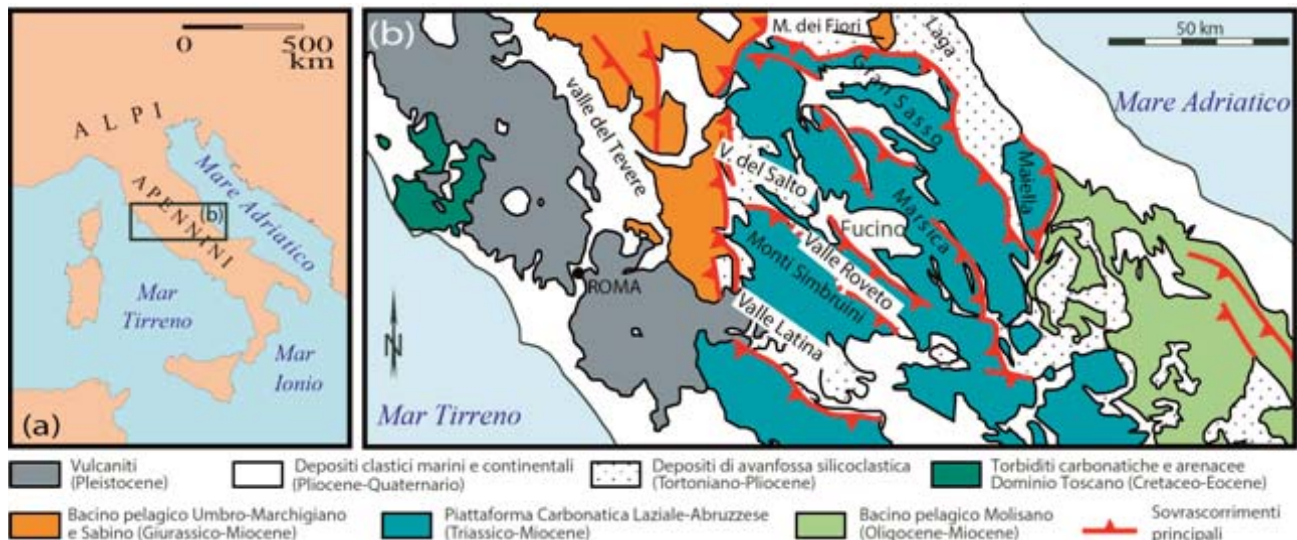 0 500
km
ALPI
APENNINI
(b)
Mare Adriatico
Mar
Tirreno
Mar
Ionio
(a)
(b)
M. dei Fiori
Laga
50 km
Mare Adriatico
Gran Sasso
valle del Tevere
V. del Salto
Maiella
Fucino
Marsica
Valle Roveto
Monti Simbruini
ROMA
Valle Latina
N
Mar Tirreno
Vulcaniti
(Pleistocene)
Depositi clastici marini e continentali
(Pliocene-Quaternario)
Depositi di avanfossa silicoclastica
(Tortoniano-Pliocene)
Torbiditi carbonatiche e arenacee
Dominio Toscano (Cretaceo-Eocene)
Bacino pelagico Umbro-Marchigiano
e Sabino (Giurassico-Miocene)
Piattaforma Carbonatica Laziale-Abruzzese
(Triassico-Miocene)
Bacino pelagico Molisano
(Oligocene-Miocene)
Sovrascorrimenti
principali